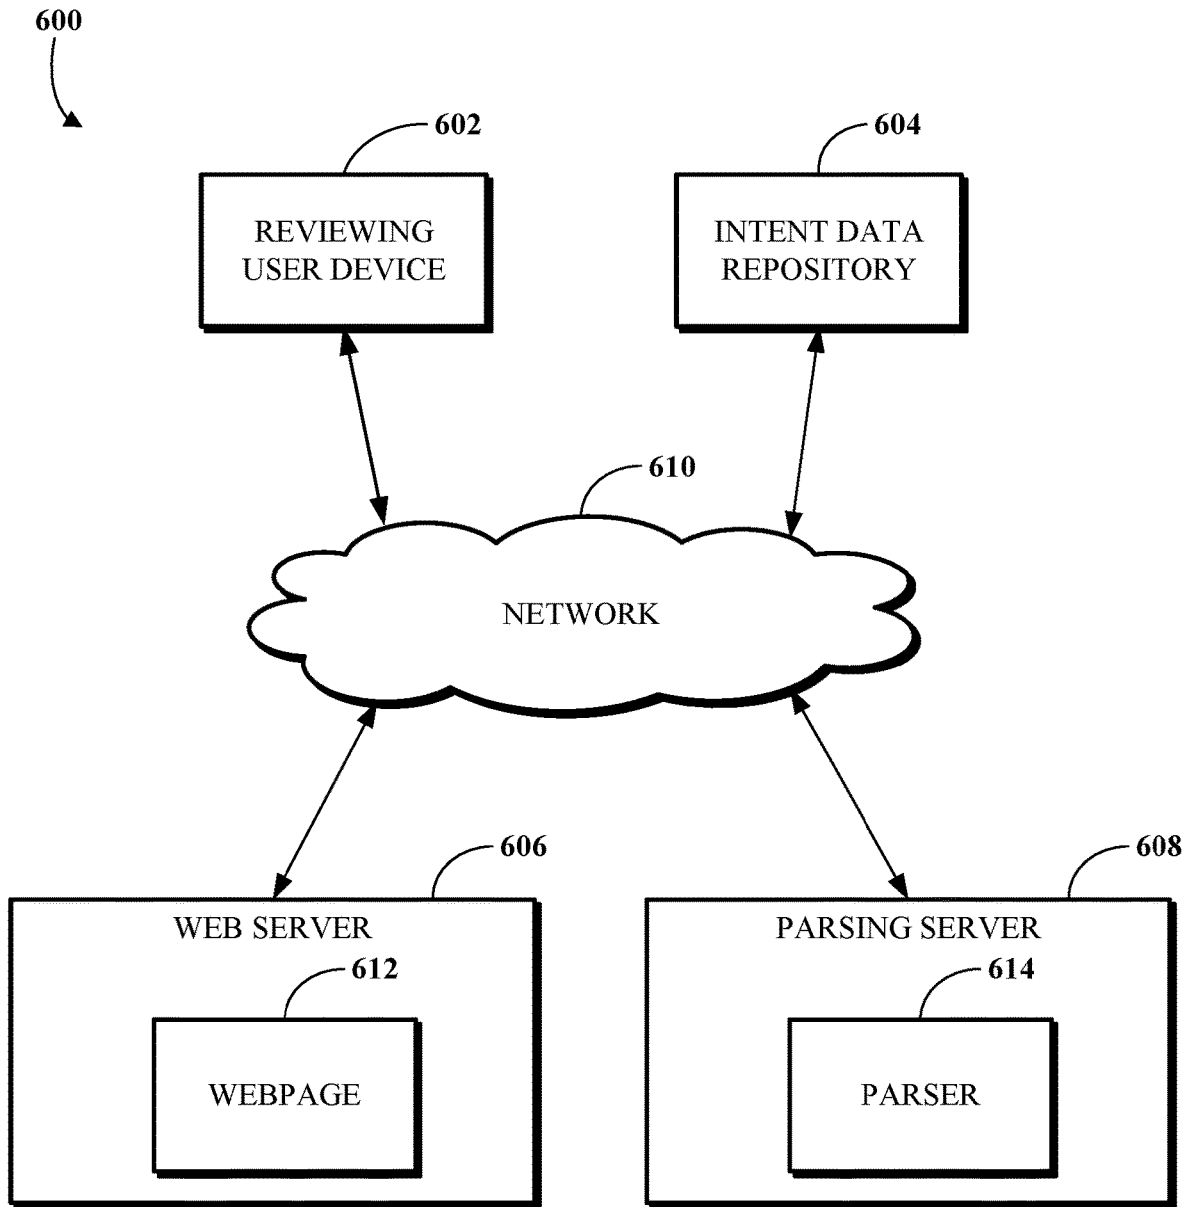 600
602
604
REVIEWING
USER DEVICE
INTENT DATA
REPOSITORY
610
NETWORK
606
608
WEB SERVER
PARSING SERVER
612
614
WEBPAGE
PARSER